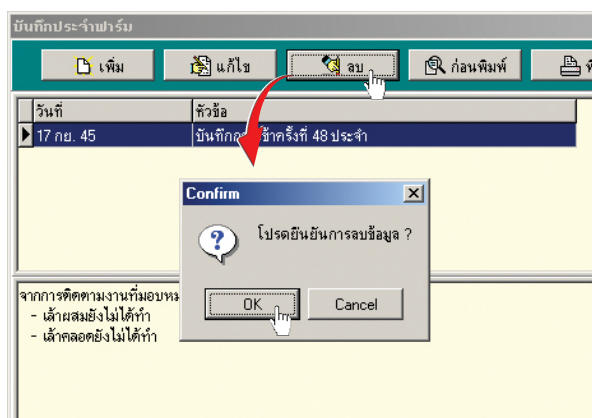 บันทึกประจำฟาร์ม
เพิ่ม แก้ไข ลบ ก่อนพิมพ์
วันที่ หัวข้อ
17 กย. 45 บันทึก ครั้งที่ 48 ประจำ
Confirm
โปรดยืนยันการลบข้อมูล ?
OK Cancel
จากการติดตามงานที่มอบหม
- เล้าผสมยังไม่ได้ทำ
- เล้าคลอดยังไม่ได้ทำ